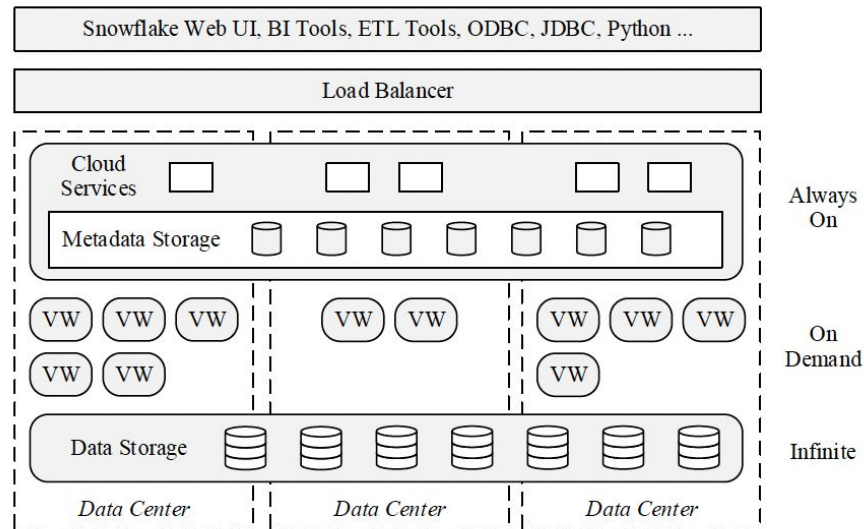 Snowflake Web UI, BI Tools, ETL Tools, ODBC, JDBC, Python ...
Load Balancer
Cloud
Services
Metadata Storage
Always
On
VW VW VW VW VW VW VW VW
VW VW VW
On
Demand
Data Storage
Infinite
Data Center Data Center Data Center